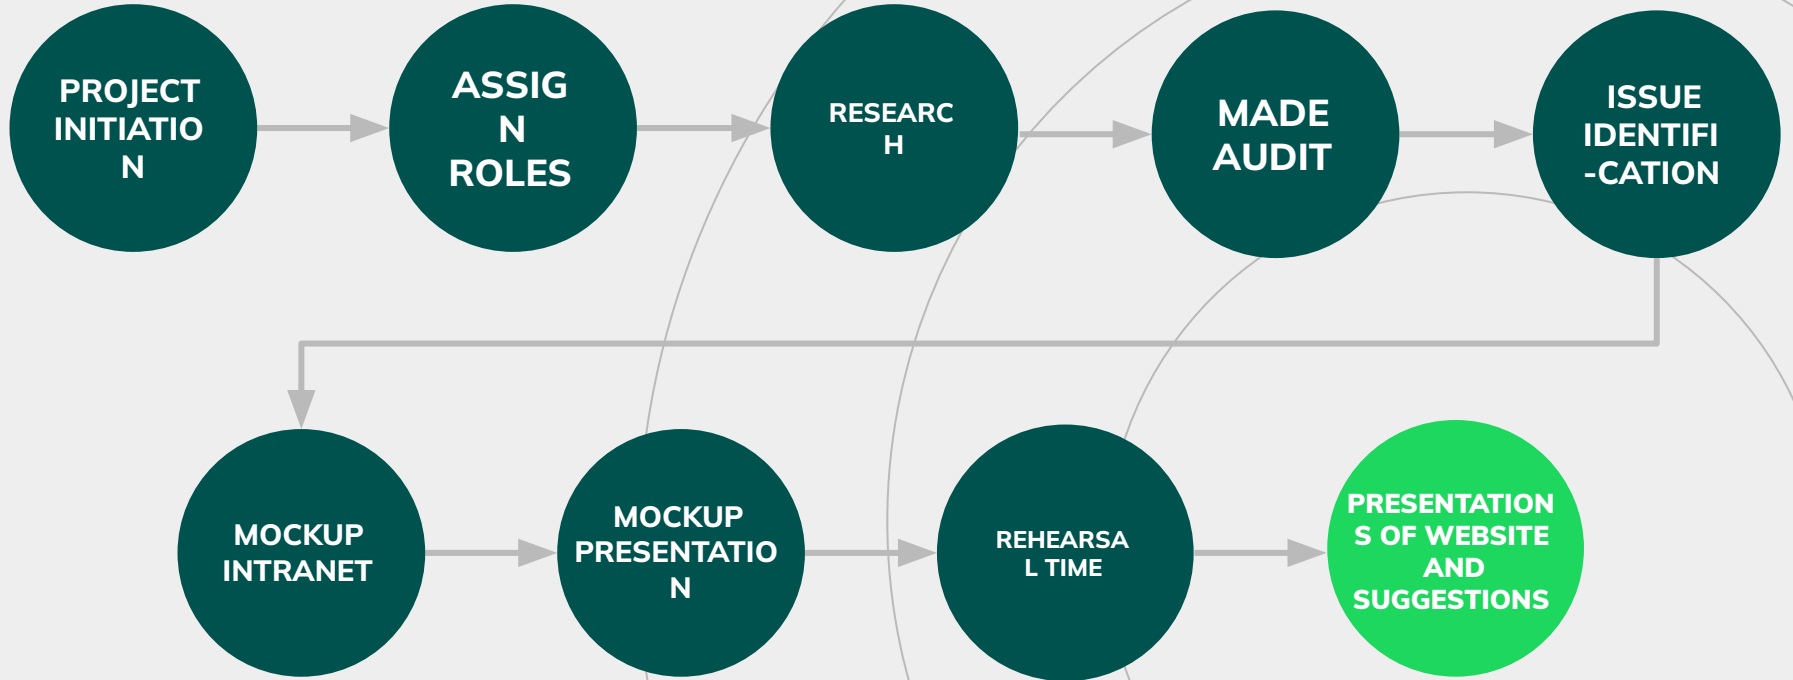 PROJECT
INITIATIO
N
ASSIG
N
ROLES
RESEARC
H
MADE
AUDIT
ISSUE
IDENTIFI
-CATION
MOCKUP
INTRANET
MOCKUP
PRESENTATIO
N
REHEARSA
L TIME
PRESENTATION
S OF WEBSITE
AND
SUGGESTIONS